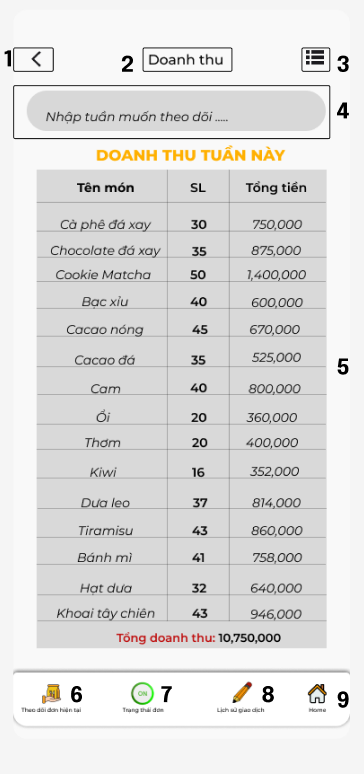 1 2 Doanh thu 3
Nhập tuần muốn theo dõi ..... 4
DOANH THU TUẦN NÀY
Tên món SL Tổng tiền
Cà phê đá xay 30 750,000
Chocolate đá xay 35 875,000
Cookie Matcha 50 1,400,000
Bạc xỉu 40 600,000
Cacao nóng 45 670,000
Cacao đá 35 525,000 5
Cam 40 800,000
Ổi 20 360,000
Thơm 20 400,000
Kiwi 16 352,000
Dưa leo 37 814,000
Tiramisu 43 860,000
Bánh mì 41 758,000
Hạt dưa 32 640,000
Khoai tây chiên 43 946,000
Tổng doanh thu: 10,750,000
6 ON 7 8 9
Theo dõi đơn hiện tại Trạng thái đơn Lịch sử giao dịch Home